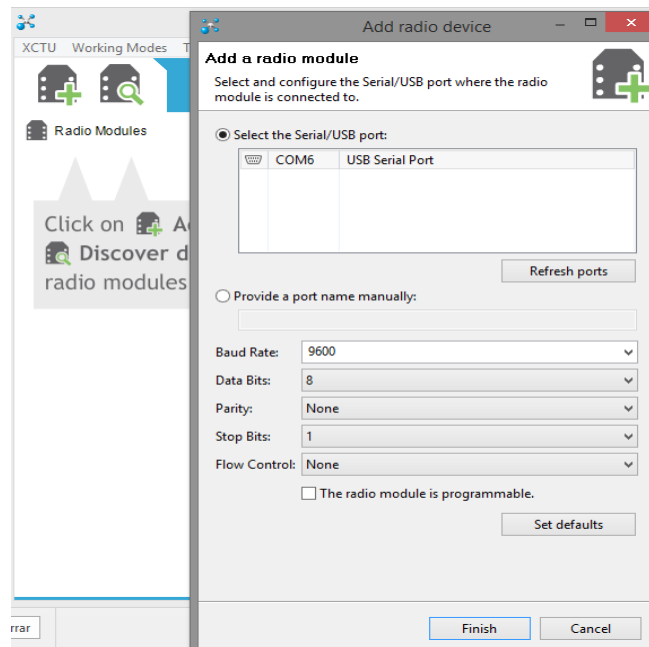 Add radio device
XCTU Working Modes T
Add a radio module
Select and configure the Serial/USB port where the radio
module is connected to.
Radio Modules
Select the Serial/USB port:
COM6 USB Serial Port
Click on A
Discover d
radio modules
Refresh ports
Provide a port name manually:
Baud Rate: 9600
Data Bits: 8
Parity: None
Stop Bits: 1
Flow Control: None
The radio module is programmable.
Set defaults
rrar
Finish Cancel